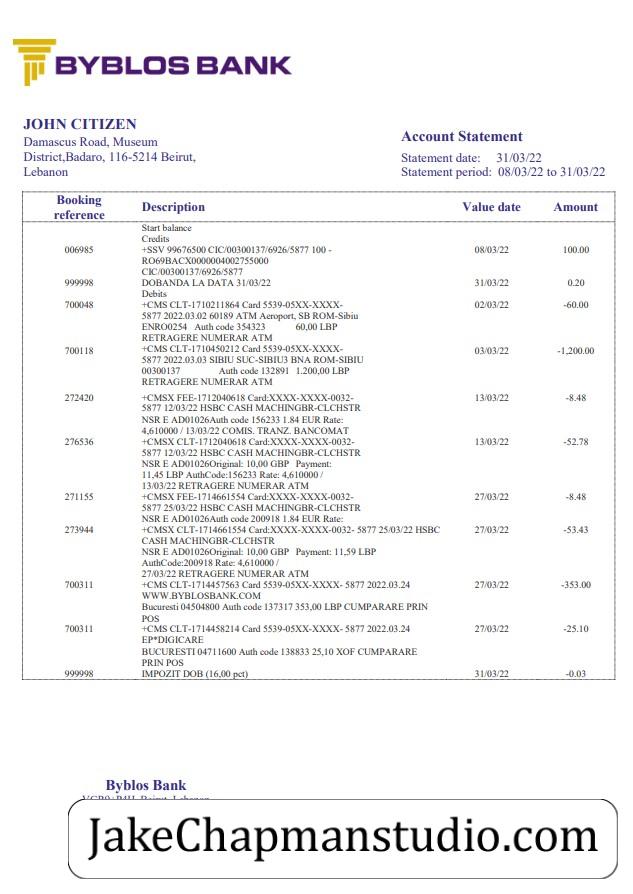 BYBLOS BANK
JOHN CITIZEN
Damascus Road, Museum
District,Badaro, 116-5214 Beirut,
Lebanon
Account Statement
Statement date: 31/03/22
Statement period: 08/03/22 to 31/03/22
Booking reference Description Value date Amount
Start balance
Credits
006985 +SSV 99676500 CIC/00300137/6926/5877 100 - 08/03/22 100.00
RO69BACX0000004002755000
CIC/00300137/6926/5877
999998 DOBANDA LA DATA 31/03/22 31/03/22 0.20
Debits
700048 +CMS CLT-1710211864 Card 5539-05XX-XXXX- 02/03/22 -60.00
5877 2022.03.02 60189 ATM Aeroport, SB ROM-Sibiu
ENRO0254 Auth code 354323 60,00 LBP
RETRAGERE NUMERAR ATM
700118 +CMS CLT-1710450212 Card 5539-05XX-XXXX- 03/03/22 -1,200.00
5877 2022.03.03 SIBIU SUC-SIBIU3 BNA ROM-SIBIU
00300137 Auth code 132891 1.200,00 LBP
RETRAGERE NUMERAR ATM
272420 +CMSX FEE-1712040618 Card:XXXX-XXXX-0032- 13/03/22 -8.48
5877 12/03/22 HSBC CASH MACHINGBR-CLCHSTR
NSR E AD01026Auth code 156233 1.84 EUR Rate:
4,610000 / 13/03/22 COMIS. TRANZ. BANCOMAT
276536 +CMSX CLT-1712040618 Card:XXXX-XXXX-0032- 13/03/22 -52.78
5877 12/03/22 HSBC CASH MACHINGBR-CLCHSTR
NSR E AD01026Original: 10,00 GBP Payment:
11,45 LBP AuthCode:156233 Rate: 4,610000 /
13/03/22 RETRAGERE NUMERAR ATM
271155 +CMSX FEE-1714661554 Card:XXXX-XXXX-0032- 27/03/22 -8.48
5877 25/03/22 HSBC CASH MACHINGBR-CLCHSTR
NSR E AD01026Auth code 200918 1.84 EUR Rate:
273944 +CMSX CLT-1714661554 Card:XXXX-XXXX-0032- 5877 25/03/22 HSBC 27/03/22 -53.43
CASH MACHINGBR-CLCHSTR
NSR E AD01026Original: 10,00 GBP Payment: 11,59 LBP
AuthCode:200918 Rate: 4,610000 /
27/03/22 RETRAGERE NUMERAR ATM
700311 +CMS CLT-1714457563 Card 5539-05XX-XXXX- 5877 2022.03.24 27/03/22 -353.00
WWW.BYBLOSBANK.COM
Bucuresti 04504800 Auth code 137317 353,00 LBP CUMPARARE PRIN
POS
700311 +CMS CLT-1714458214 Card 5539-05XX-XXXX- 5877 2022.03.24 27/03/22 -25.10
EP*DIGICARE
BUCURESTI 04711600 Auth code 138833 25,10 XOF CUMPARARE
PRIN POS
999998 IMPOZIT DOB (16,00 pct) 31/03/22 -0.03
Byblos Bank
JakeChapmanstudio.com